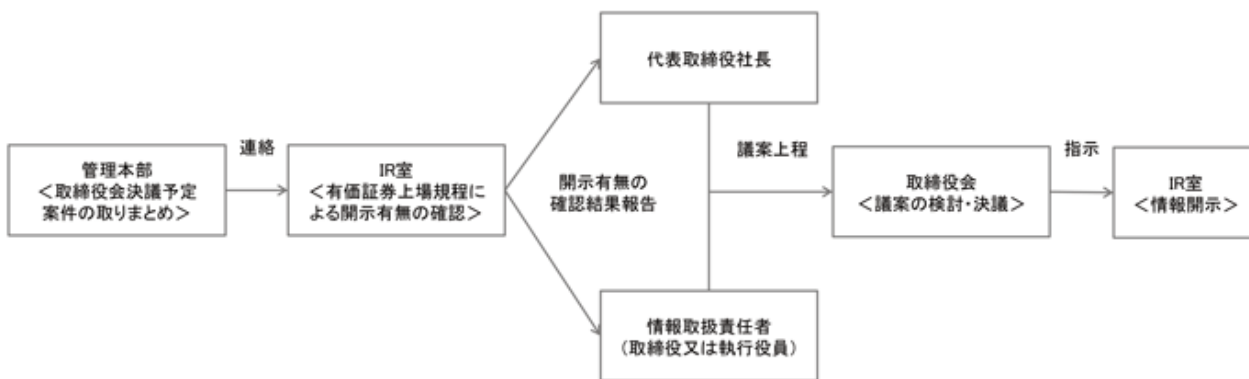 管理本部
＜取締役会決議予定
案件の取りまとめ＞
連絡
IR室
＜有価証券上場規程に
よる開示有無の確認＞
代表取締役社長
開示有無の
確認結果報告
情報取扱責任者
（取締役又は執行役員）
議案上程
取締役会
＜議案の検討・決議＞
指示
IR室
＜情報開示＞